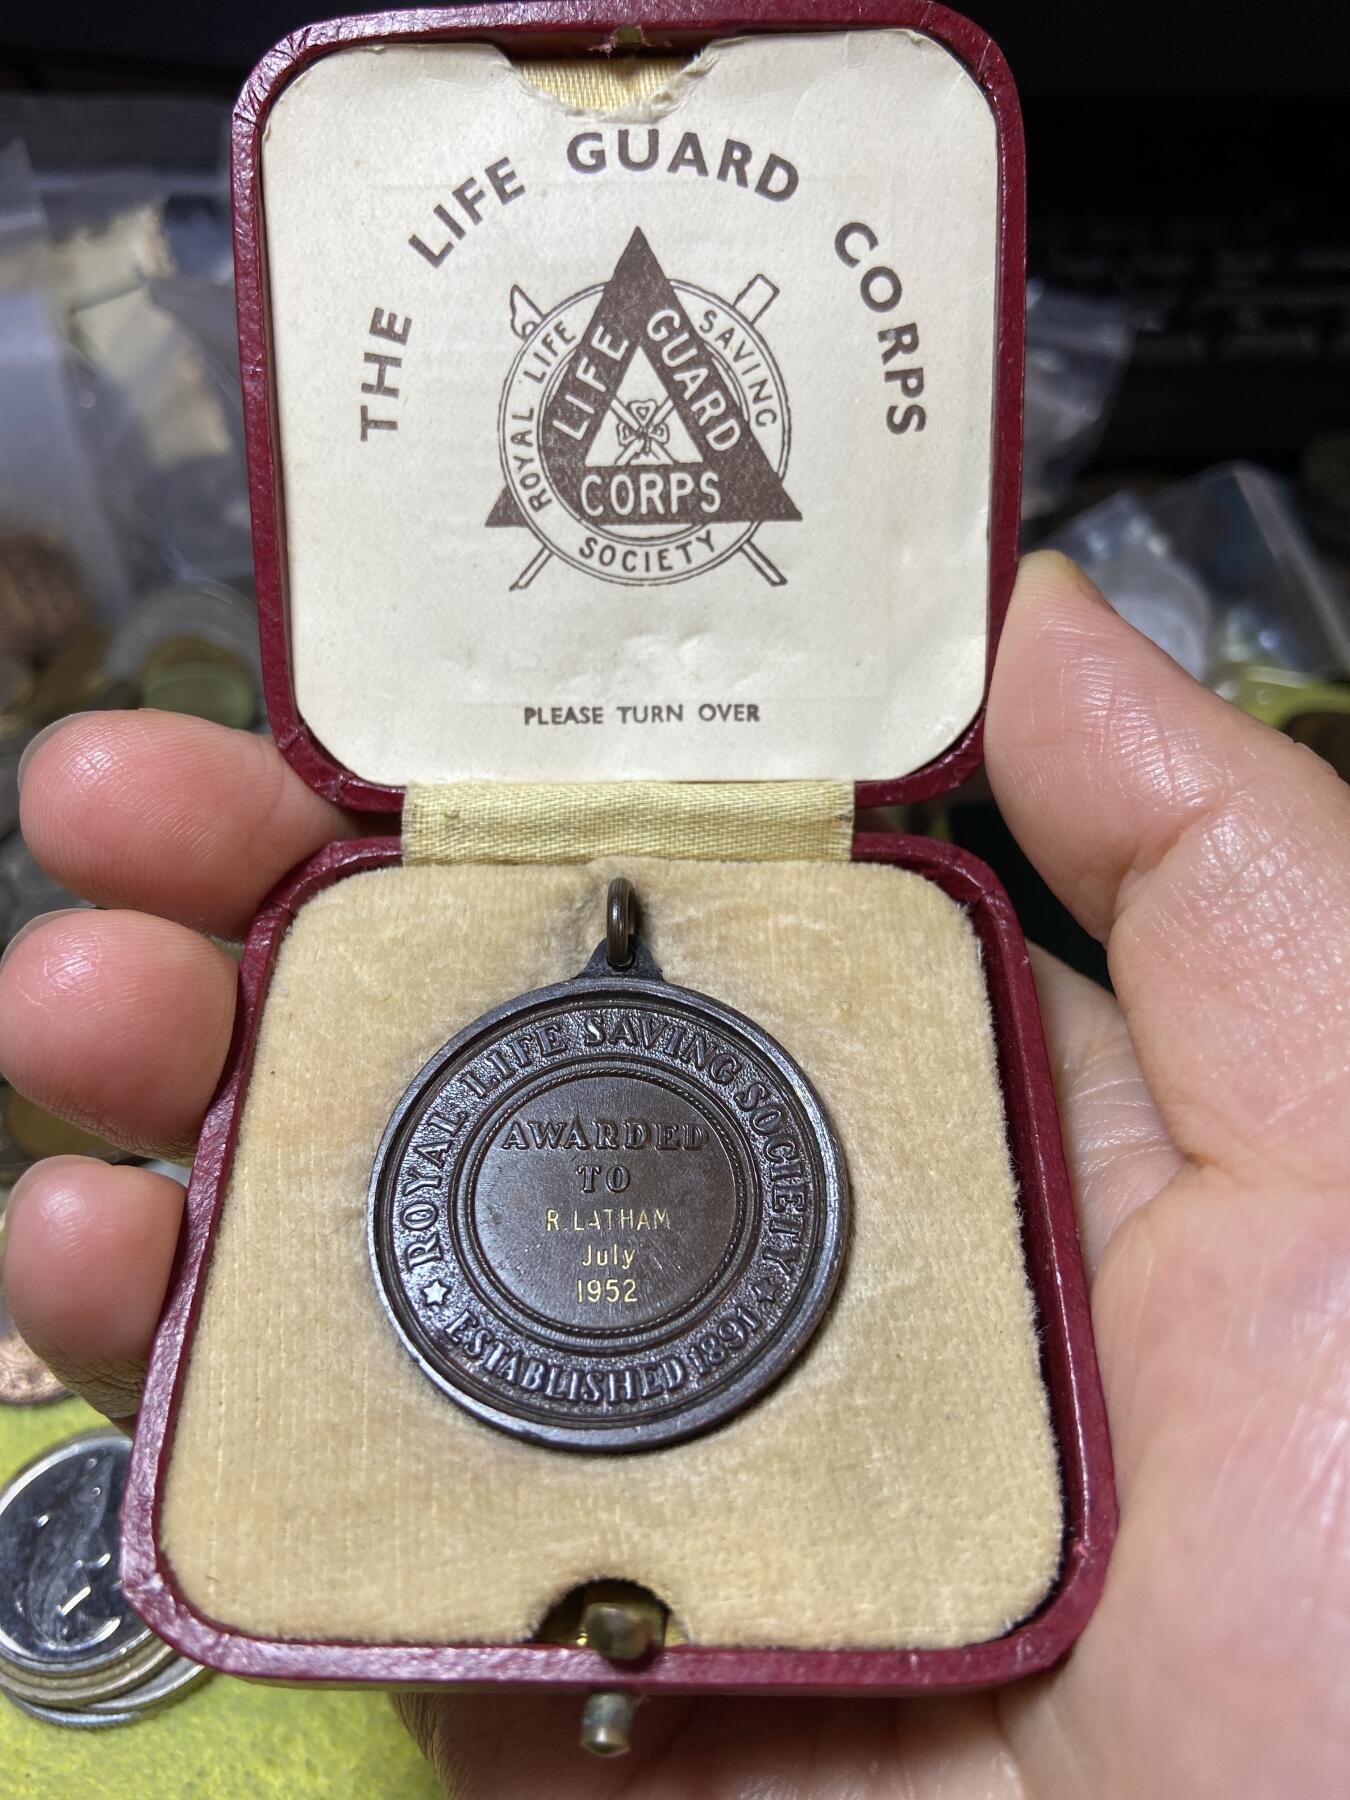 THE LIFE GUARD CORPS
ROYAL LIFE SAVING SOCIETY
LIFE GUARD CORPS
PLEASE TURN OVER
ROYAL LIFE SAVING SOCIETY
AWARDED
TO
R. LATHAM
July
1952
ESTABLISHED 1891